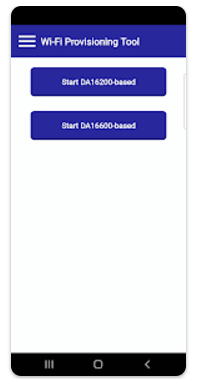 Wi-Fi Provisioning Tool
Start DA16200-based
Start DA16600-based